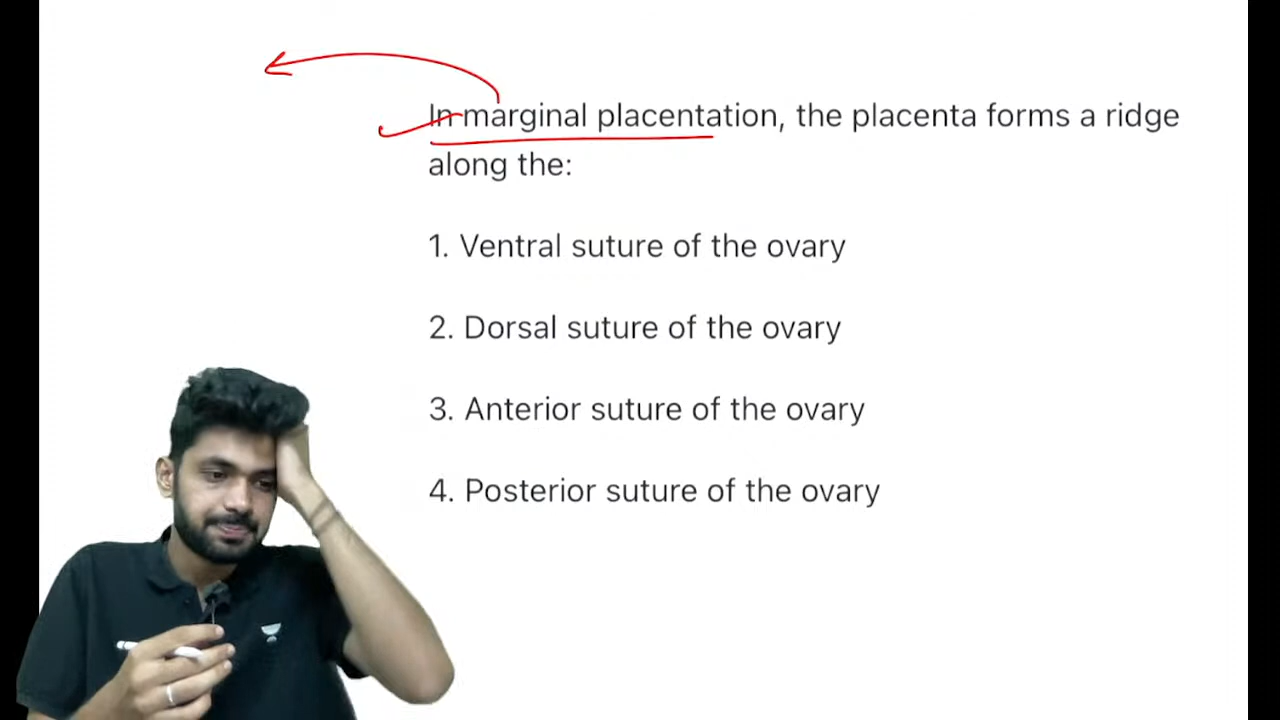 In marginal placentation, the placenta forms a ridge
along the:
1. Ventral suture of the ovary
2. Dorsal suture of the ovary
3. Anterior suture of the ovary
4. Posterior suture of the ovary